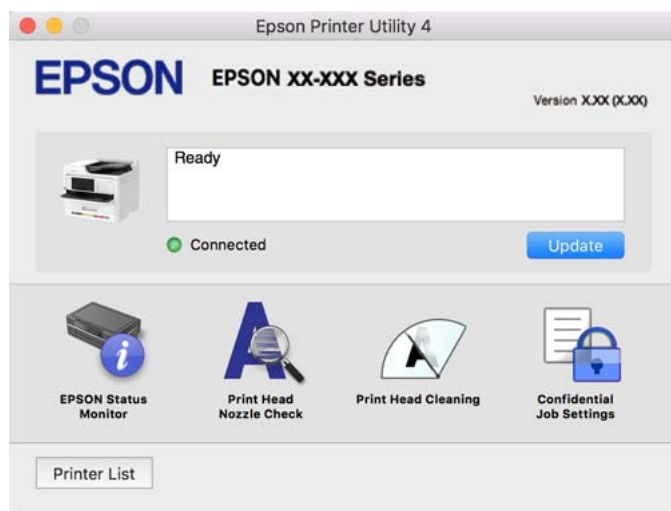 Epson Printer Utility 4
EPSON
EPSON XX-XXX Series
Version X.XX (X.XX)
Ready
Connected
Update
EPSON Status
Monitor
Print Head
Nozzle Check
Print Head Cleaning
Confidential
Job Settings
Printer List